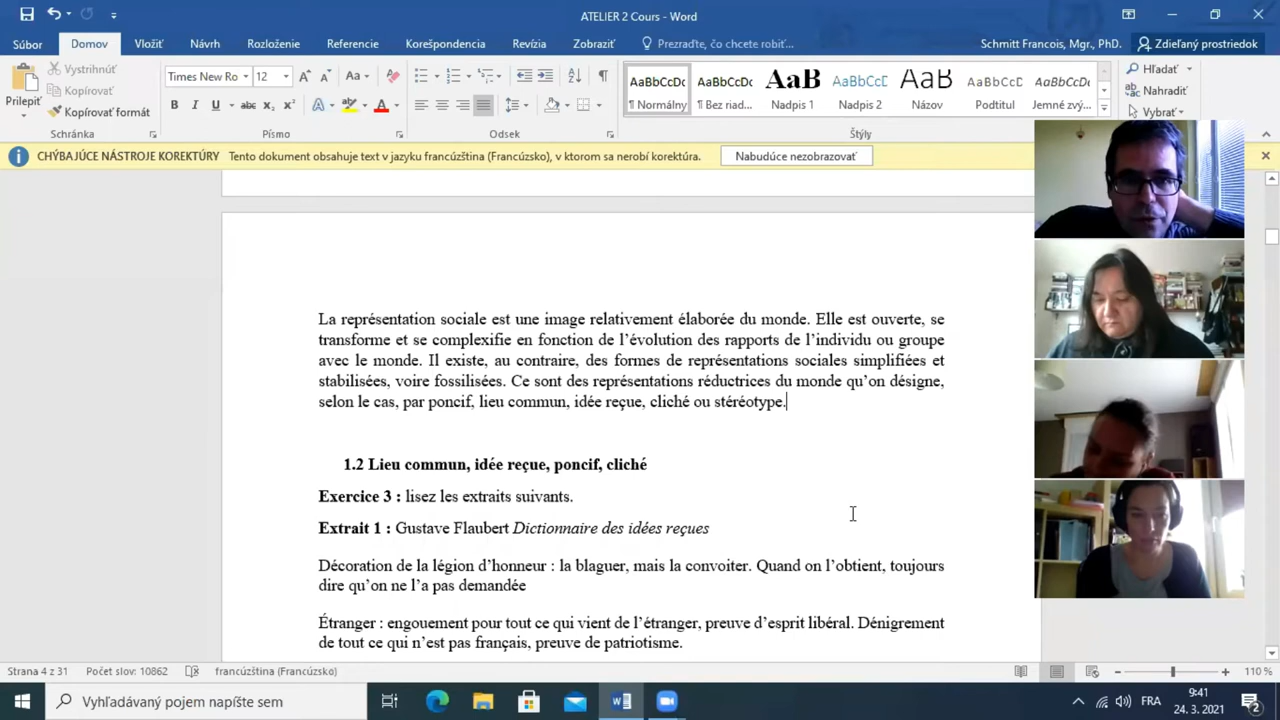 ATELIER 2 Cours - Word
Súbor Domov Vložiť Návrh Rozloženie Referencie Korešpondencia Revízia Zobraziť Prezraďte, čo chcete robiť... Schmitt Francois, Mgr., PhD. Zdieľaný prostriedok
Prilepiť
Vystrihnúť
Kopírovať
Kopírovať formát
Schránka
Times New Ro 12
Písmo
Odsek
AaBbCcDc AaBbCcDc AaB AaBbCcD AaB AaBbCcD AaBbCcDc
¶ Normálny ¶ Bez riad... Nadpis 1 Nadpis 2 Názov Podtitul Jemné zvý...
Štýly
Hľadať
Nahradiť
Vybrať
CHÝBAJÚCE NÁSTROJE KOREKTÚRY Tento dokument obsahuje text v jazyku francúzština (Francúzsko), v ktorom sa nerobí korektúra. Nabudúce nezobrazovať
La représentation sociale est une image relativement élaborée du monde. Elle est ouverte, se
transforme et se complexifie en fonction de l’évolution des rapports de l’individu ou groupe
avec le monde. Il existe, au contraire, des formes de représentations sociales simplifiées et
stabilisées, voire fossilisées. Ce sont des représentations réductrices du monde qu’on désigne,
selon le cas, par poncif, lieu commun, idée reçue, cliché ou stéréotype.
1.2 Lieu commun, idée reçue, poncif, cliché
Exercice 3 : lisez les extraits suivants.
Extrait 1 : Gustave Flaubert Dictionnaire des idées reçues
Décoration de la légion d’honneur : la blaguer, mais la convoiter. Quand on l’obtient, toujours
dire qu’on ne l’a pas demandée
Étranger : engouement pour tout ce qui vient de l’étranger, preuve d’esprit libéral. Dénigrement
de tout ce qui n’est pas français, preuve de patriotisme.
Strana 4 z 31 Počet slov: 10862 francúzština (Francúzsko) 110 %
Vyhľadávaný pojem napíšte sem
FRA
9:41
24. 3. 2021
2